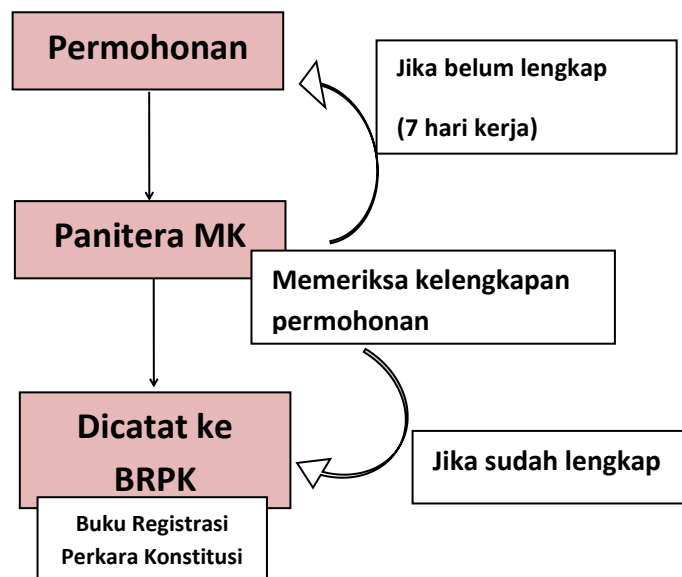 Permohonan
Jika belum lengkap
(7 hari kerja)
Panitera MK
Memeriksa kelengkapan
permohonan
Dicatat ke
BRPK
Jika sudah lengkap
Buku Registrasi
Perkara Konstitusi